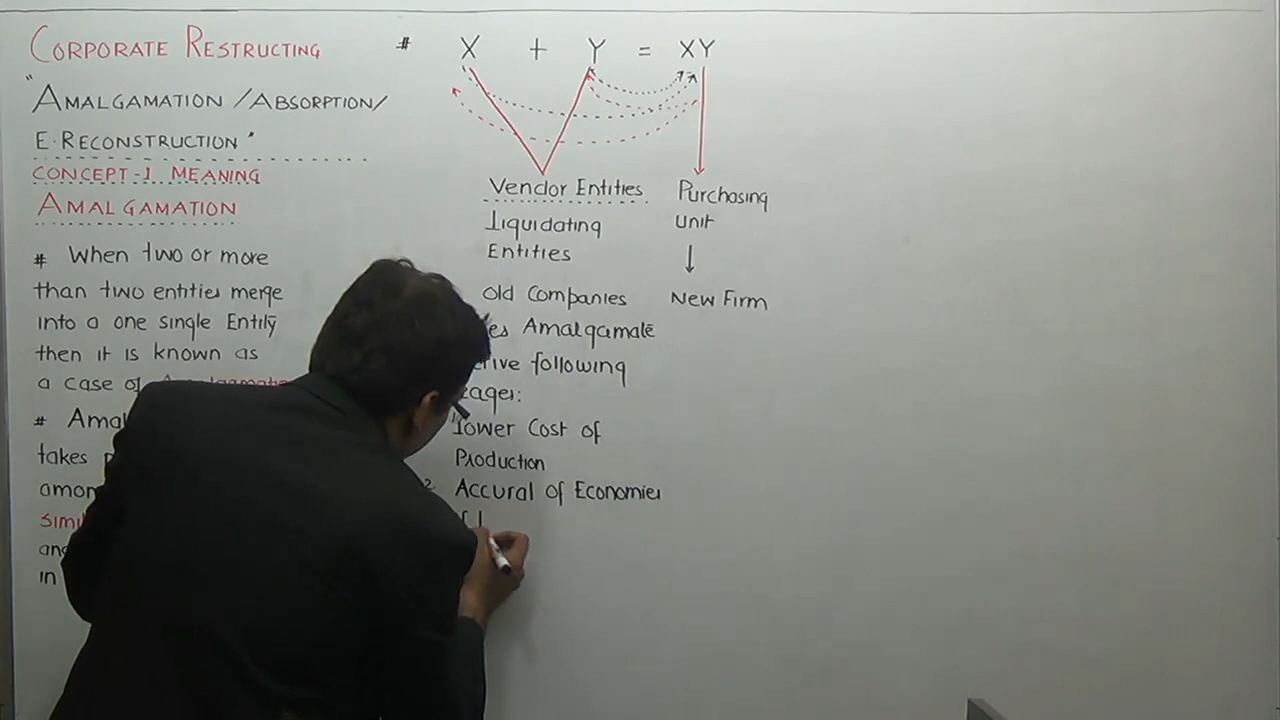 CORPORATE RESTRUCTING
"AMALGAMATION /ABSORPTION/
E.RECONSTRUCTION"
CONCEPT-1 MEANING
AMALGAMATION
# When two or more
than two entities merge
into a one single Entity
then it is known as
a case of
#
takes
in
# X + Y = XY
Vendor Entities
Liquidating
Entities
old Companies
Purchasing
unit
↓
New Firm
Amalgamate
following
1. lower Cost of
Production
2. Accural of Economies